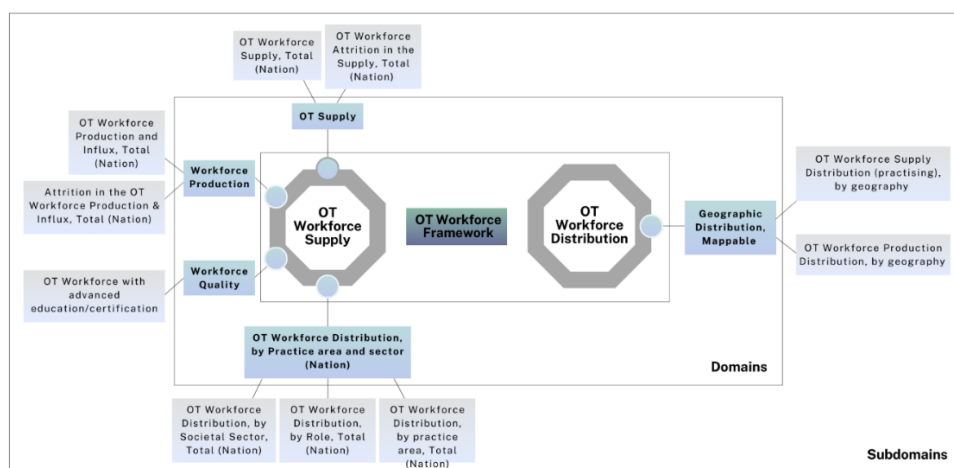 OT Workforce
Supply, Total
(Nation)
OT Workforce
Attrition in the
Supply, Total
(Nation)
OT Supply
OT Workforce
Production and
Influx, Total
(Nation)
Workforce
Production
Attrition in the OT
Workforce Production &
Influx, Total (Nation)
OT
Workforce
Supply
OT Workforce
Framework
OT
Workforce
Distribution
Geographic
Distribution,
Mappable
OT Workforce Supply
Distribution (practising),
by geography
OT Workforce Production
Distribution, by geography
Workforce
Quality
OT Workforce with
advanced
education/certification
OT Workforce Distribution,
by Practice area and sector
(Nation)
Domains
OT Workforce
Distribution, by
Societal Sector,
Total (Nation)
OT Workforce
Distribution,
by Role, Total
(Nation)
OT Workforce
Distribution,
by practice
area, Total
(Nation)
Subdomains